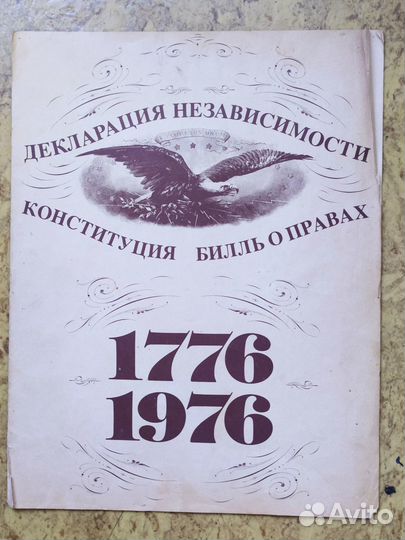 ДЕКЛАРАЦИЯ НЕЗАВИСИМОСТИ
КОНСТИТУЦИЯ БИЛЛЬ О ПРАВАХ
1776
1976
Avito